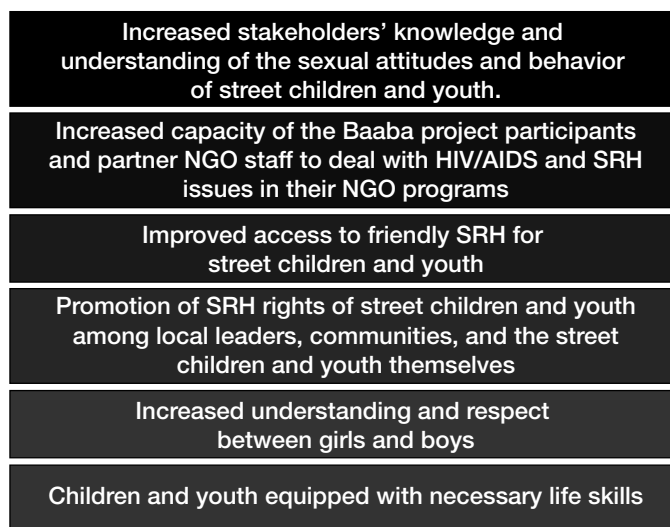 Increased stakeholders’ knowledge and
understanding of the sexual attitudes and behavior
of street children and youth.
Increased capacity of the Baaba project participants
and partner NGO staff to deal with HIV/AIDS and SRH
issues in their NGO programs
Improved access to friendly SRH for
street children and youth
Promotion of SRH rights of street children and youth
among local leaders, communities, and the street
children and youth themselves
Increased understanding and respect
between girls and boys
Children and youth equipped with necessary life skills